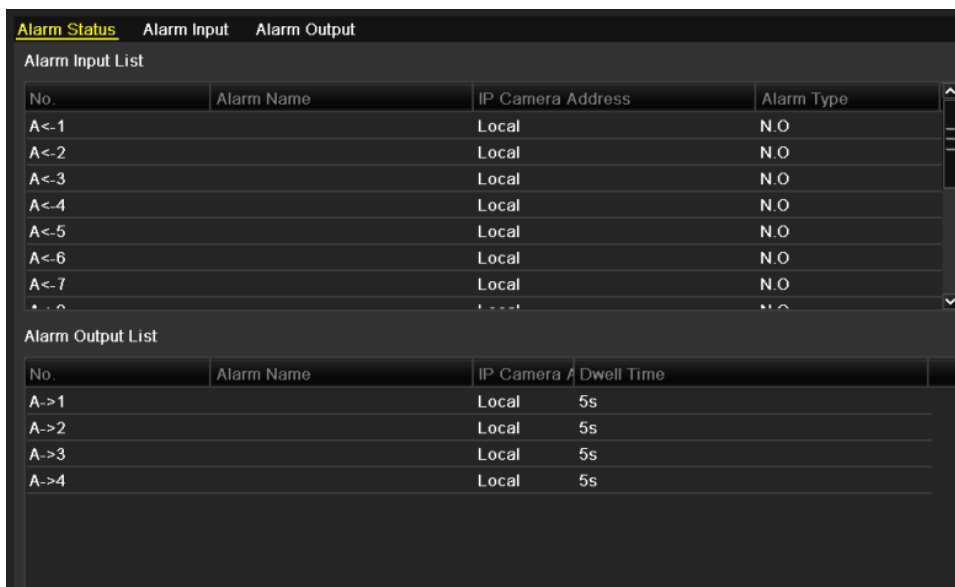 Alarm Status Alarm Input Alarm Output
Alarm Input List
No. Alarm Name IP Camera Address Alarm Type
A<-1 Local N.O
A<-2 Local N.O
A<-3 Local N.O
A<-4 Local N.O
A<-5 Local N.O
A<-6 Local N.O
A<-7 Local N.O
Alarm Output List
No. Alarm Name IP Camera A Dwell Time
A->1 Local 5s
A->2 Local 5s
A->3 Local 5s
A->4 Local 5s